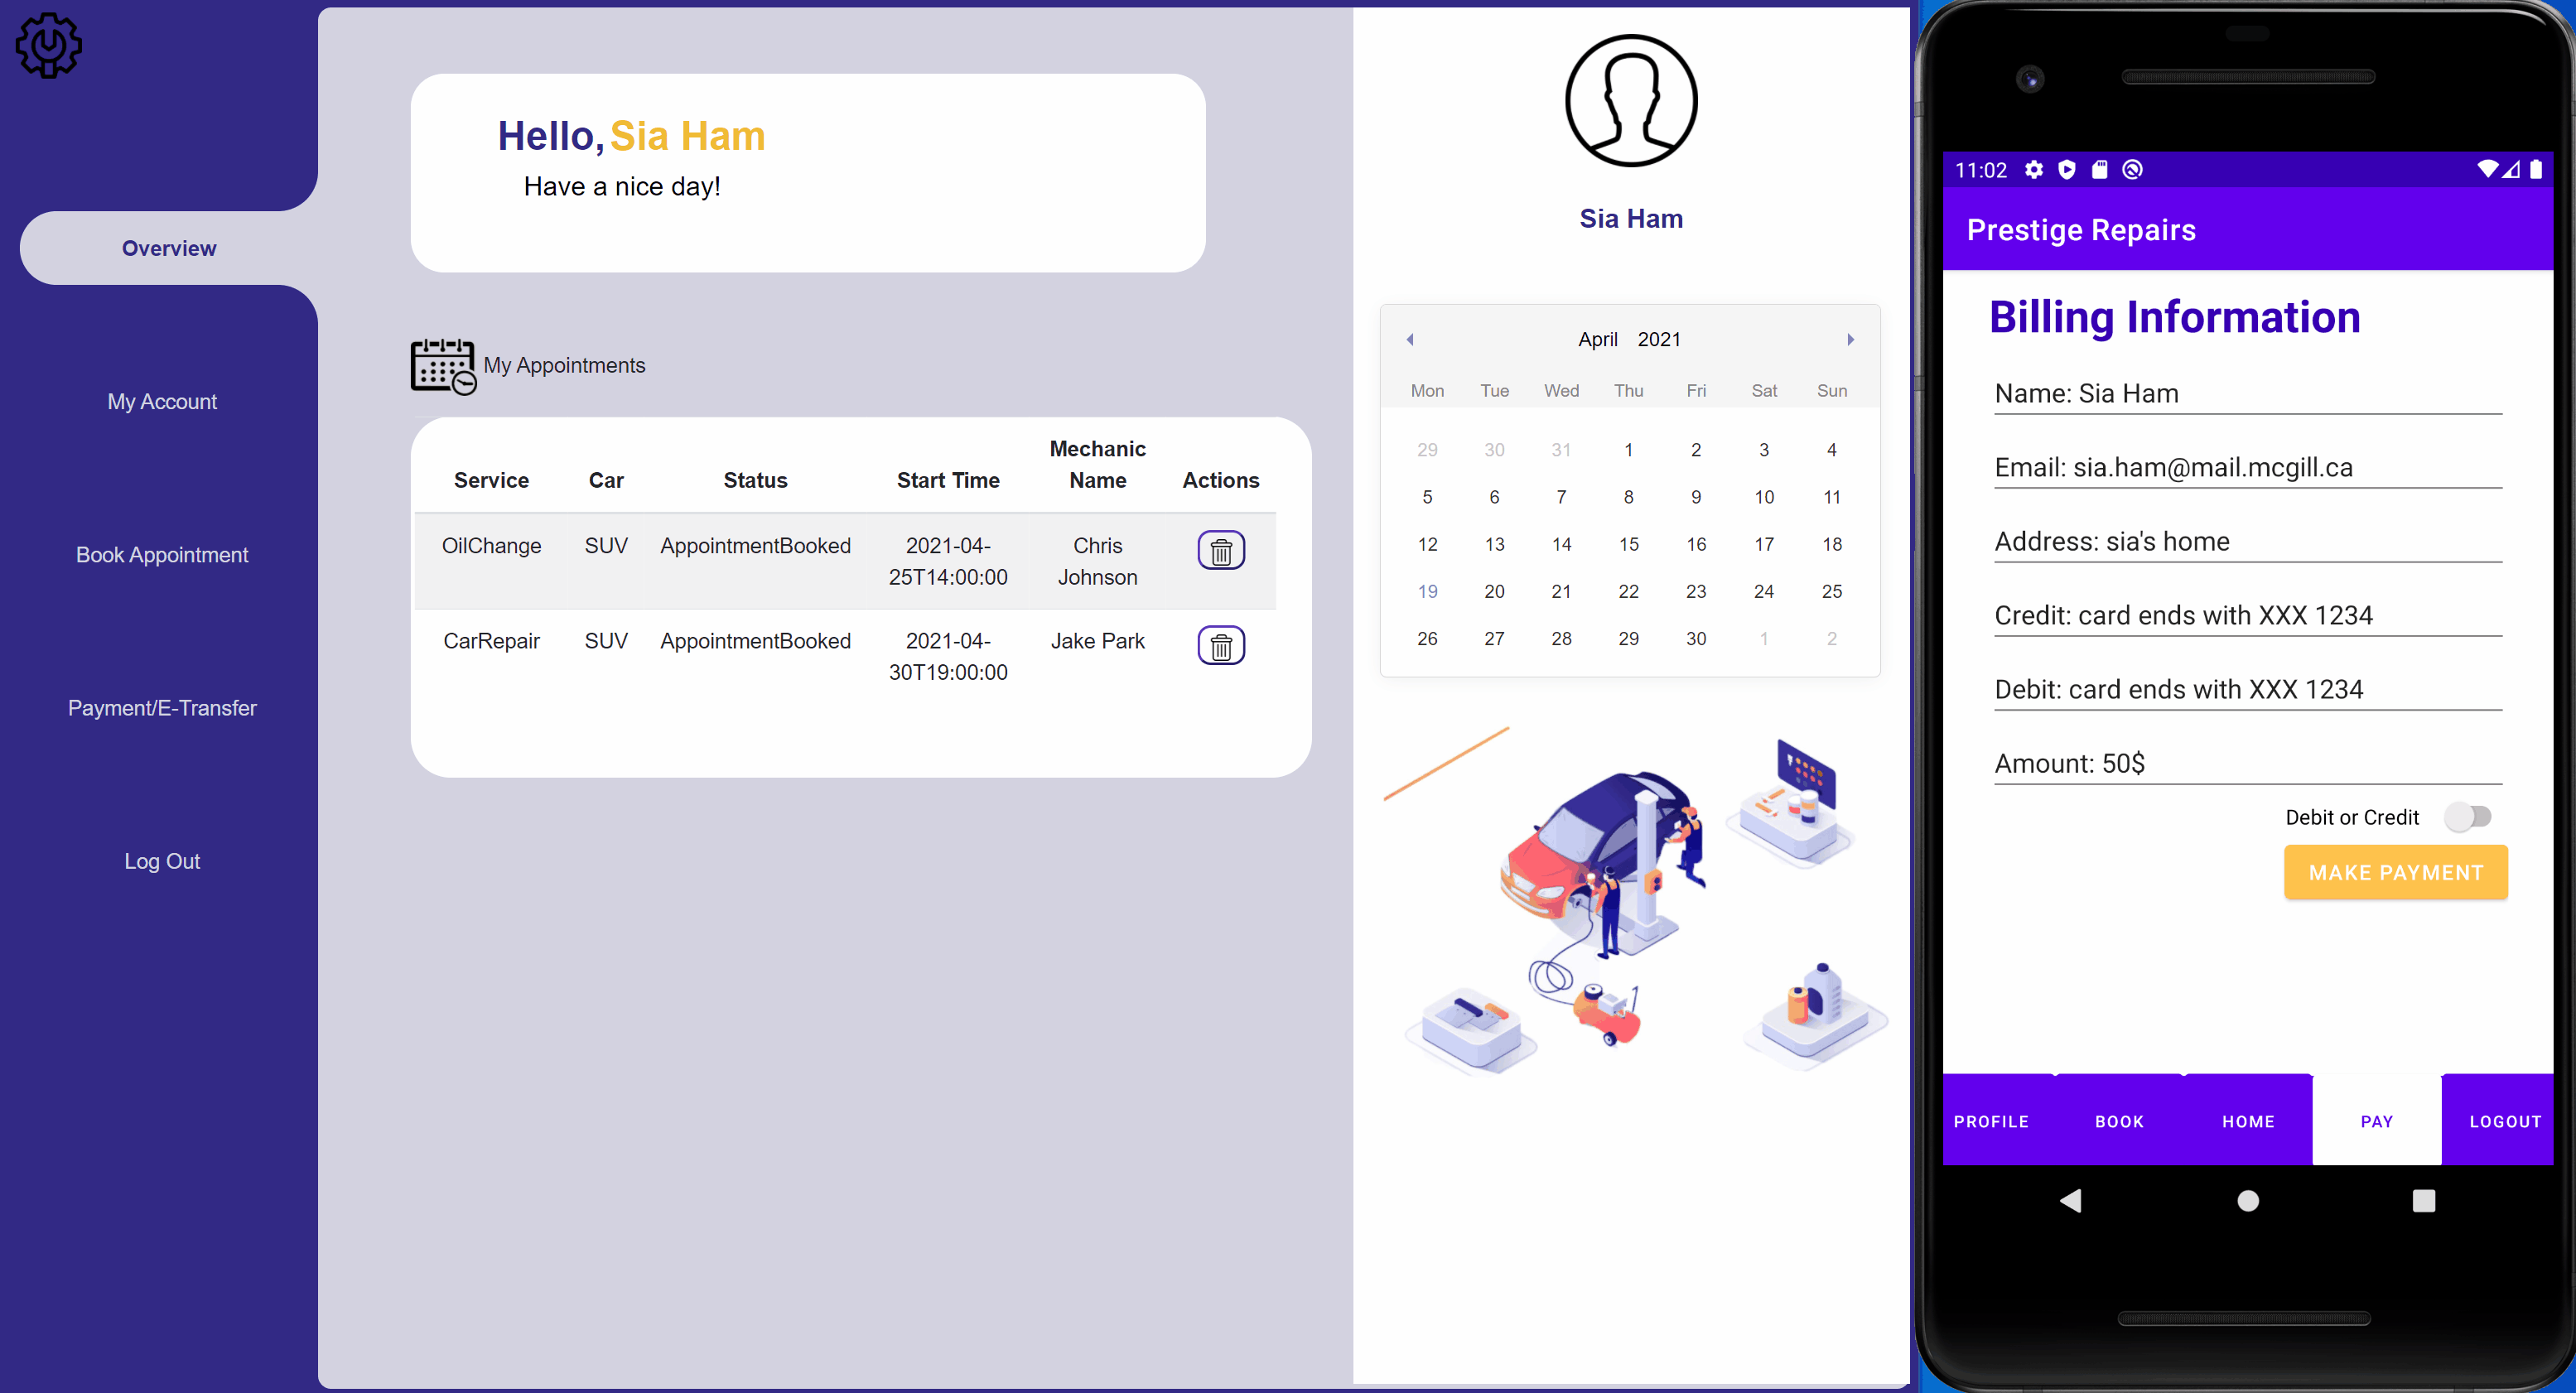 Overview
My Account
Book Appointment
Payment/E-Transfer
Log Out
Hello, Sia Ham
Have a nice day!
My Appointments
Service Car Status Start Time Mechanic Name Actions
OilChange SUV AppointmentBooked 2021-04-25T14:00:00 Chris Johnson
CarRepair SUV AppointmentBooked 2021-04-30T19:00:00 Jake Park
Sia Ham
April 2021
Mon Tue Wed Thu Fri Sat Sun
29 30 31 1 2 3 4
5 6 7 8 9 10 11
12 13 14 15 16 17 18
19 20 21 22 23 24 25
26 27 28 29 30 1 2
11:02
Prestige Repairs
Billing Information
Name: Sia Ham
Email: sia.ham@mail.mcgill.ca
Address: sia's home
Credit: card ends with XXX 1234
Debit: card ends with XXX 1234
Amount: 50$
Debit or Credit
MAKE PAYMENT
PROFILE BOOK HOME PAY LOGOUT